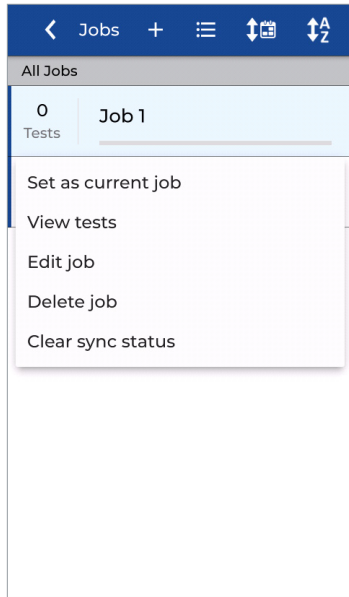 Jobs
All Jobs
0
Tests
Job 1
Set as current job
View tests
Edit job
Delete job
Clear sync status